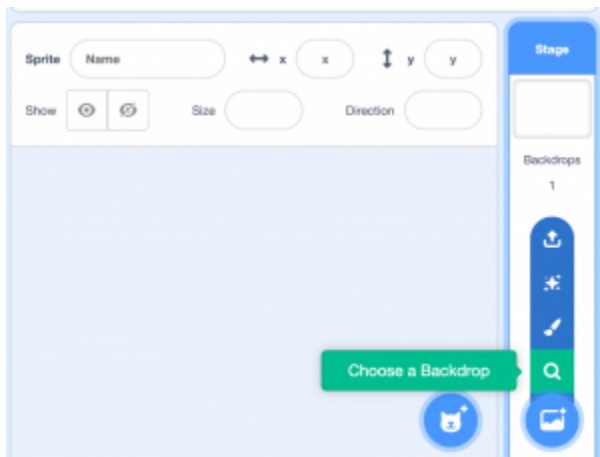 Sprite Name x x y y Stage
Show Size Direction
Backdrops
1
Choose a Backdrop